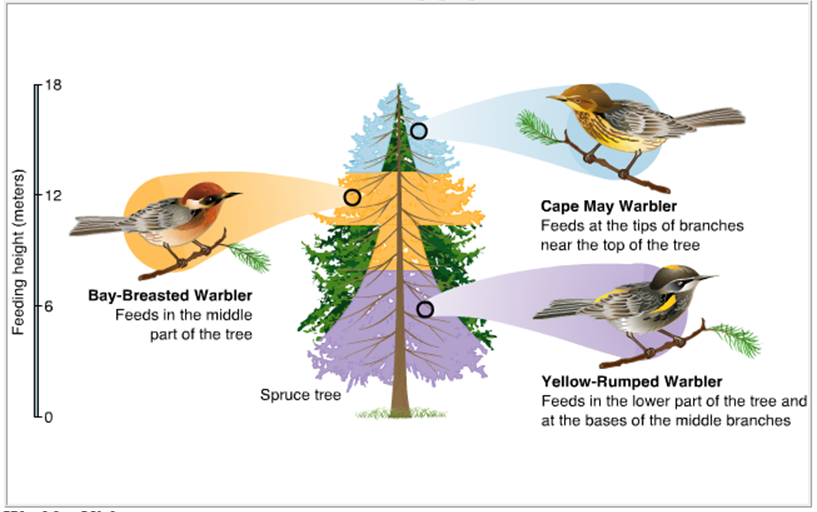 18
12
6
0
Feeding height (meters)
Cape May Warbler
Feeds at the tips of branches
near the top of the tree
Bay-Breasted Warbler
Feeds in the middle
part of the tree
Spruce tree
Yellow-Rumped Warbler
Feeds in the lower part of the tree and
at the bases of the middle branches